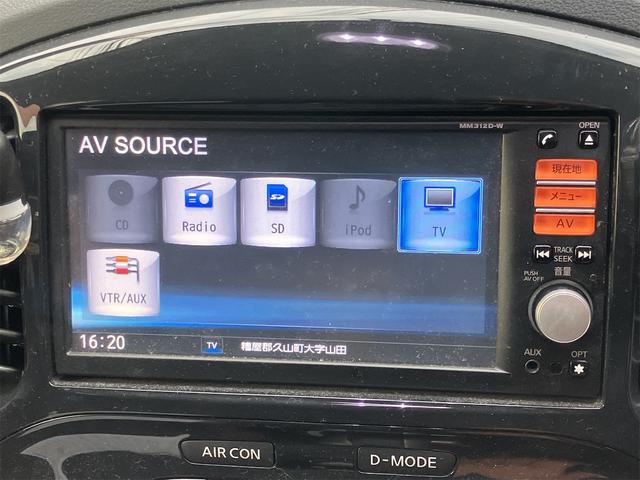 MM312D-W
OPEN
AV SOURCE
CD
Radio
SD
iPod
TV
VTR/AUX
16:20
TV
糟屋郡久山町大字山田
現在地
メニュー
AV
TRACK
SEEK
PUSH
AV OFF
音量
AUX
OPT
AIR CON
D-MODE